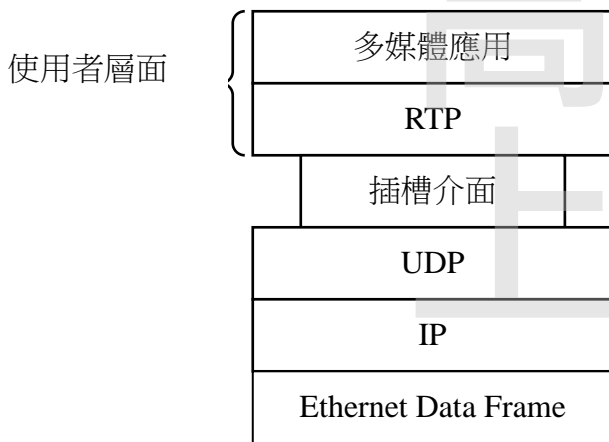 多媒體應用
使用者層面
RTP
插槽介面
UDP
IP
Ethernet Data Frame